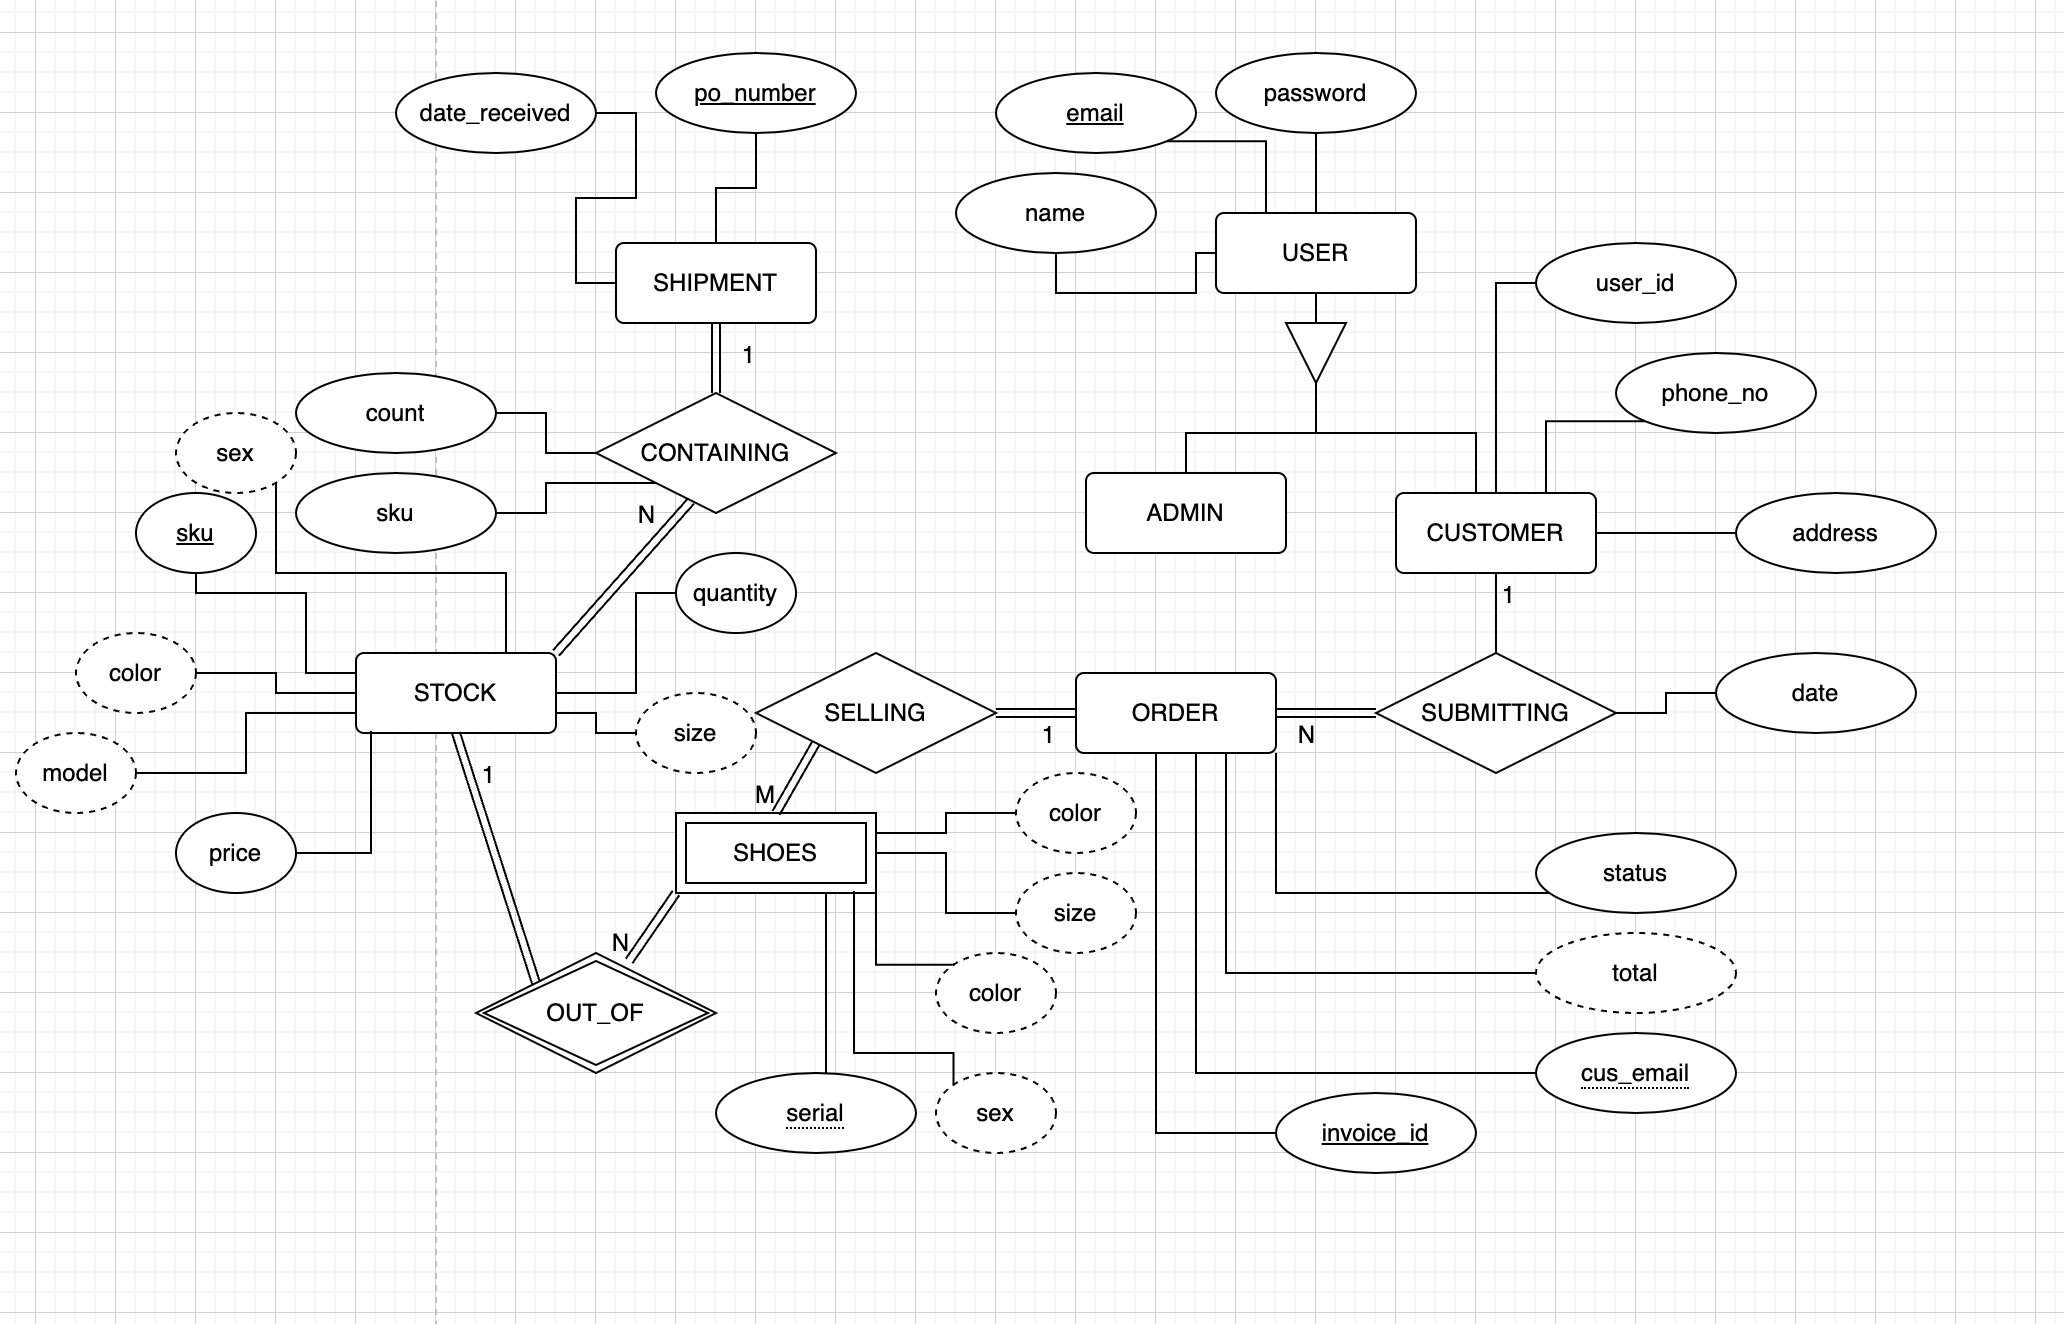 po_number
password
date_received
email
name
USER
SHIPMENT
user_id
1
phone_no
count
sex
CONTAINING
sku
N
ADMIN
sku
CUSTOMER
address
quantity
1
color
STOCK
size
SELLING
1
ORDER
N
SUBMITTING
date
model
1
M
price
SHOES
color
status
size
N
total
OUT_OF
color
cus_email
serial
sex
invoice_id